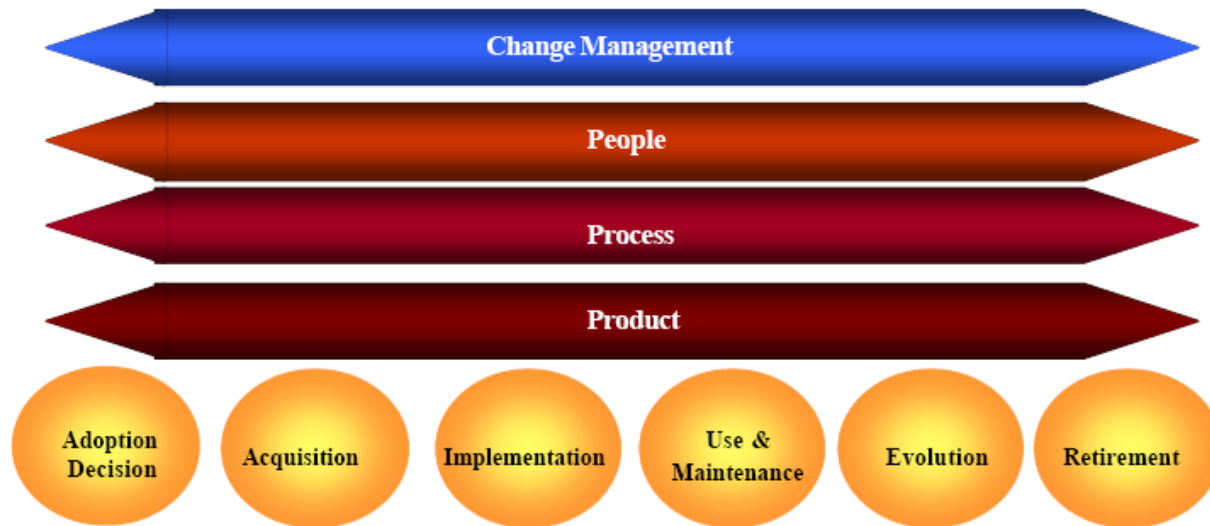 Change Management
People
Process
Product
Adoption
Decision
Acquisition
Implementation
Use &
Maintenance
Evolution
Retirement